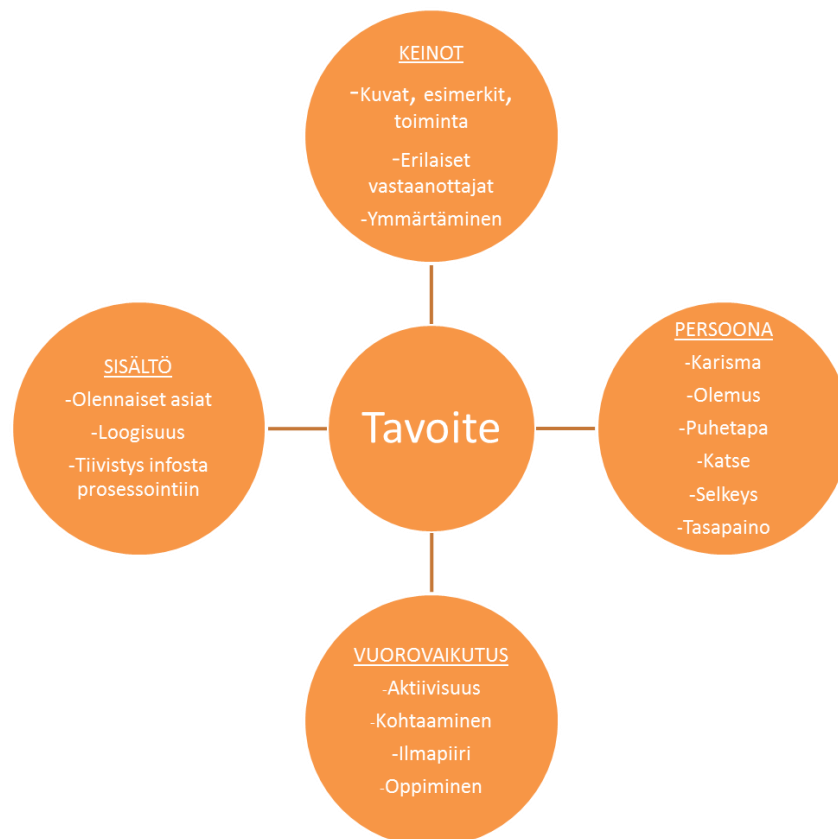 KEINOT
-Kuvat, esimerkit,
toiminta
-Erilaiset
vastaanottajat
-Ymmärtäminen
SISÄLTÖ
-Olennaiset asiat
-Loogisuus
-Tiivistys infosta
prosessointiin
Tavoite
PERSOONA
-Karisma
-Olemus
-Puhetapa
-Katse
-Selkeys
-Tasapaino
VUOROVAIKUTUS
-Aktiivisuus
-Kohtaaminen
-Ilmapiiri
-Oppiminen